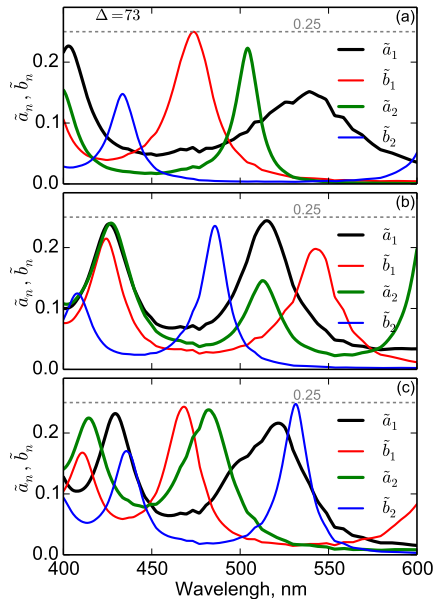 Δ=73
0.25
(a)
ã₁
b̃₁
ã₂
b̃₂
ãₙ, b̃ₙ
0.2
0.1
0.0
0.25
(b)
ã₁
b̃₁
ã₂
b̃₂
ãₙ, b̃ₙ
0.2
0.1
0.0
0.25
(c)
ã₁
b̃₁
ã₂
b̃₂
ãₙ, b̃ₙ
0.2
0.1
0.0
400 450 500 550 600
Wavelengh, nm